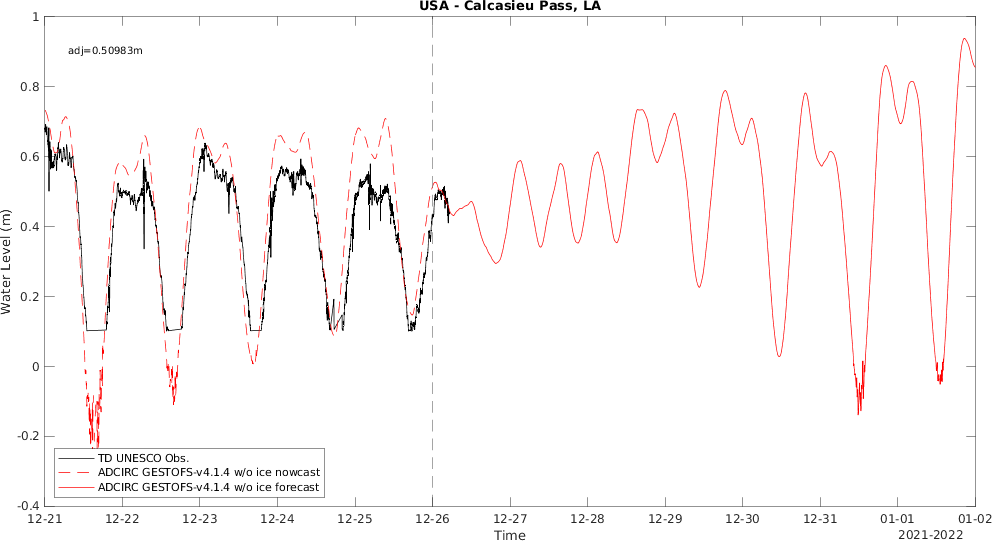 USA - Calcasieu Pass, LA
adj=0.50983m
1
0.8
0.6
0.4
0.2
0
-0.2
-0.4
Water Level (m)
TD UNESCO Obs.
ADCIRC GESTOFS-v4.1.4 w/o ice nowcast
ADCIRC GESTOFS-v4.1.4 w/o ice forecast
12-21 12-22 12-23 12-24 12-25 12-26 12-27 12-28 12-29 12-30 12-31 01-01 01-02
Time
2021-2022